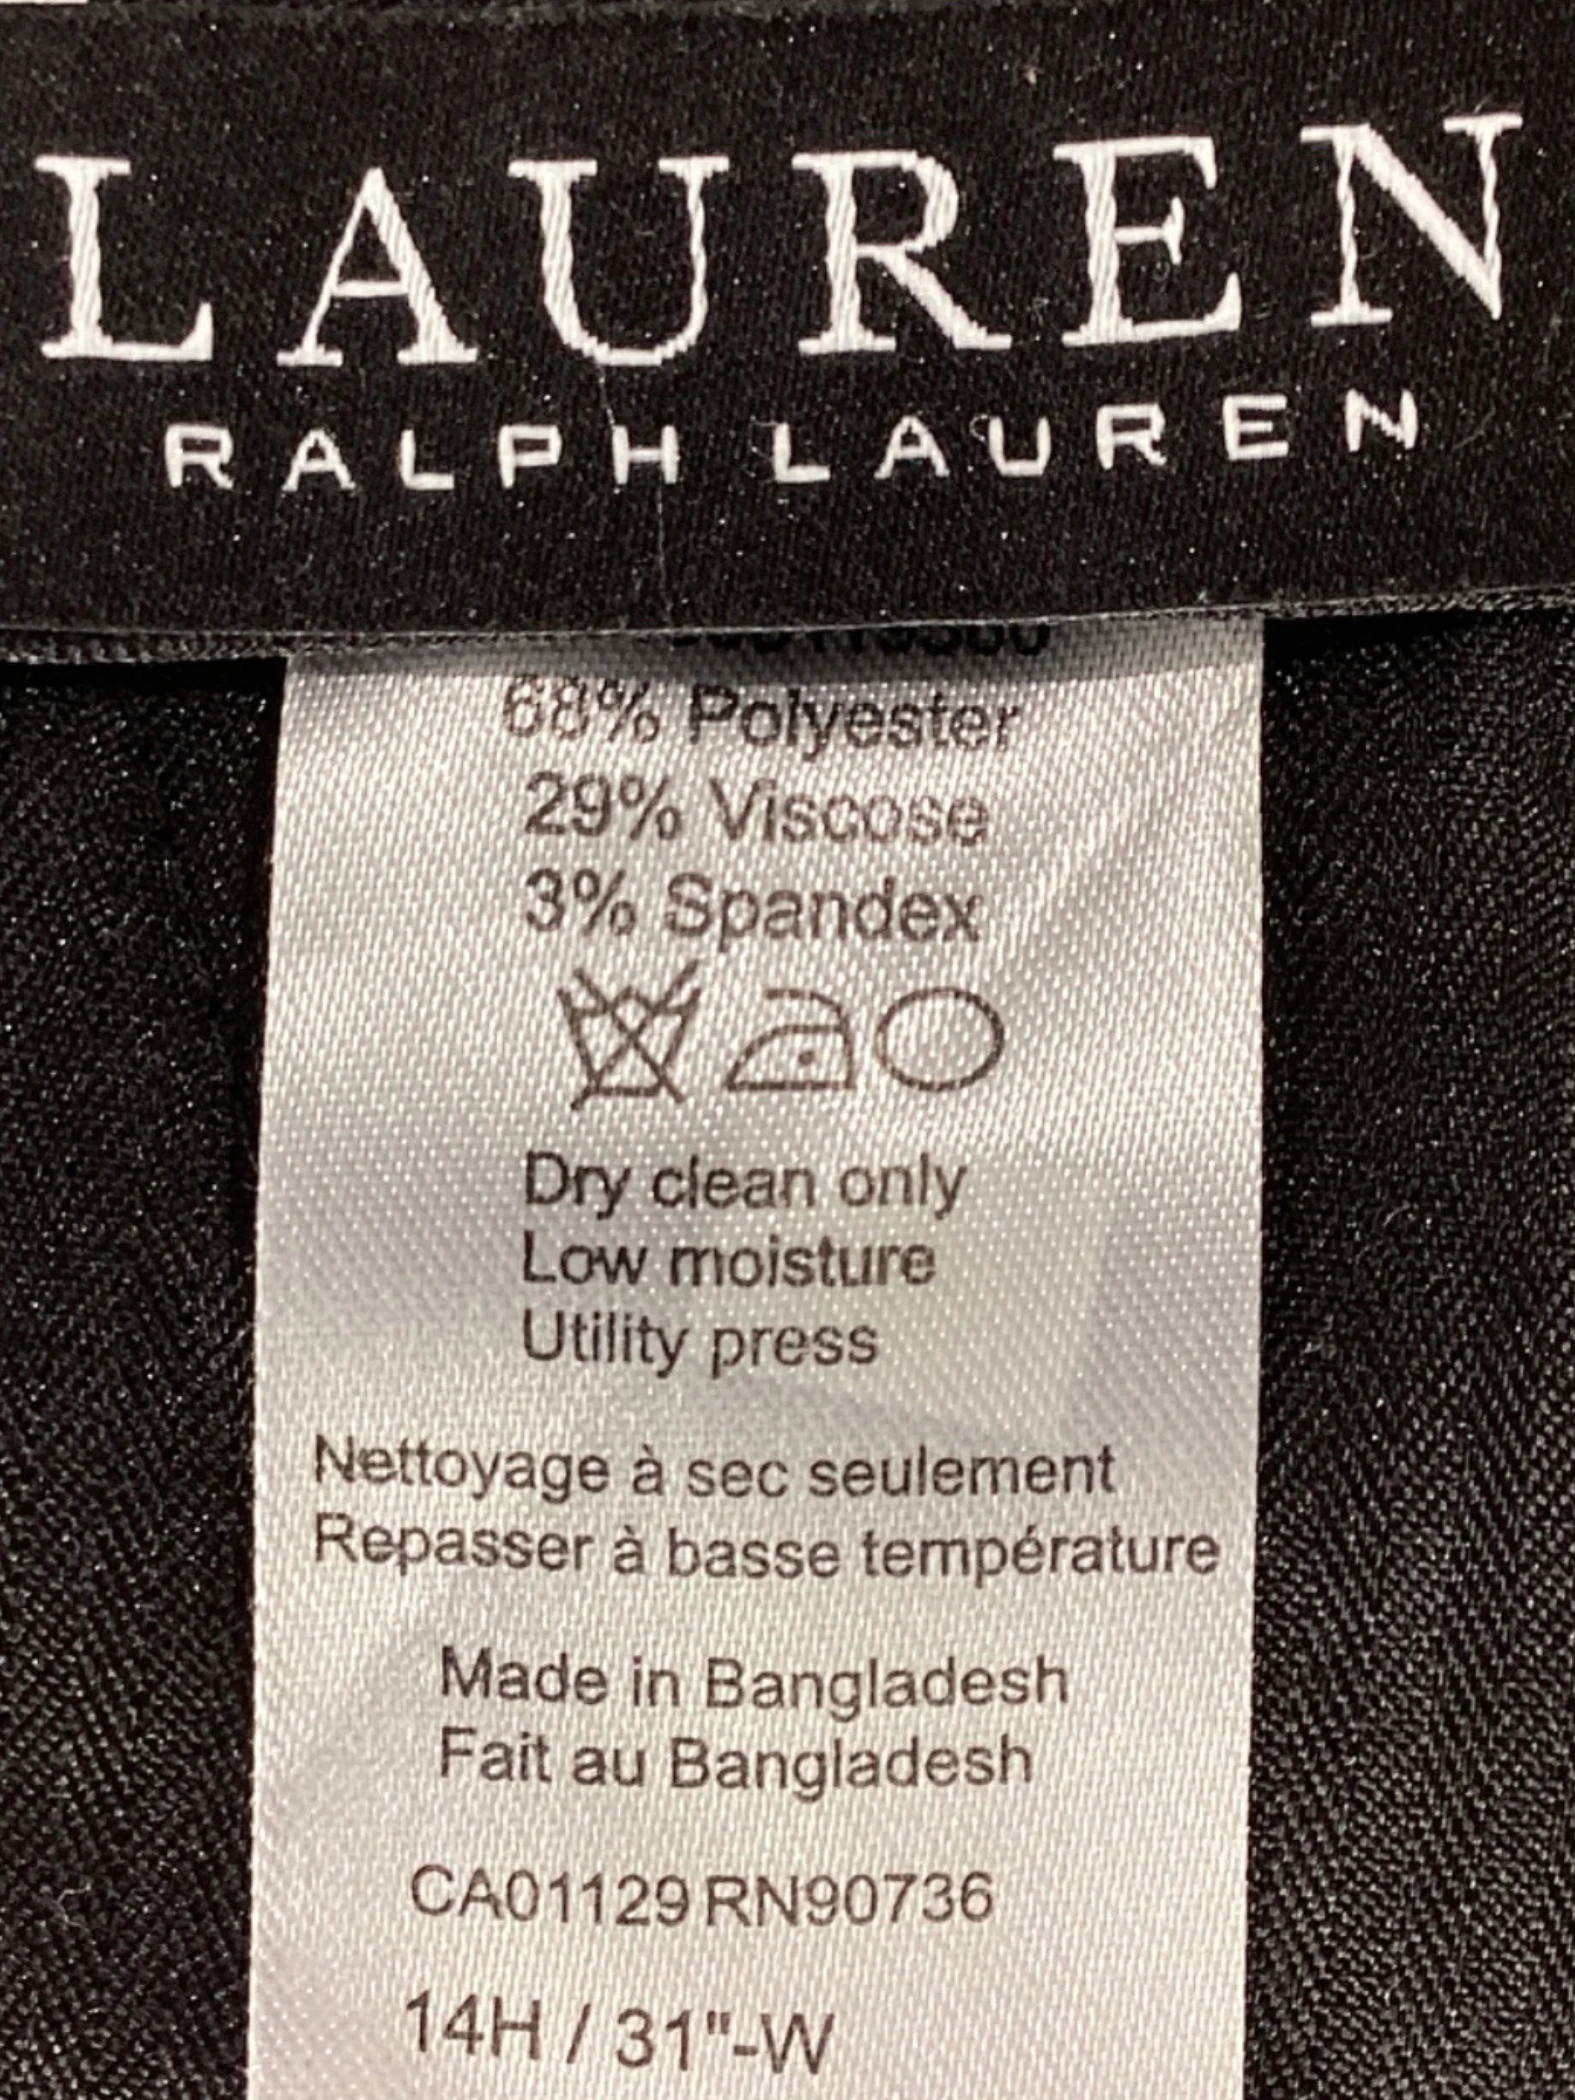 LAUREN
RALPH LAUREN
68% Polyester
29% Viscose
3% Spandex
Dry clean only
Low moisture
Utility press
Nettoyage à sec seulement
Repasser à basse température
Made in Bangladesh
Fait au Bangladesh
CA01129 RN90736
14H / 31"-W